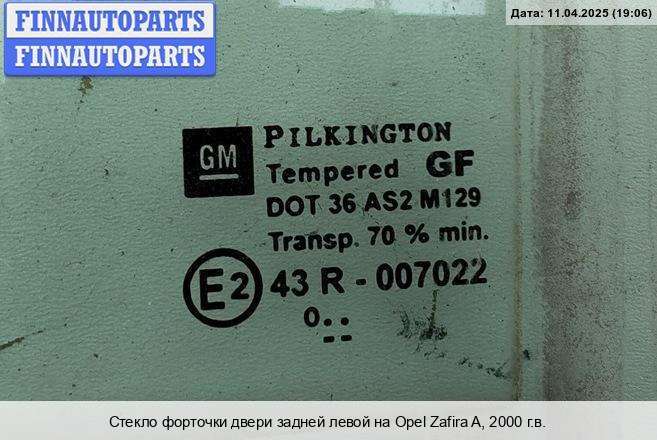 FINNAUTOPARTS
FINNAUTOPARTS
Дата: 11.04.2025 (19:06)
GM
PILKINGTON
Tempered GF
DOT 36 AS2 M129
Transp. 70 % min.
E2 43 R - 007022
0..
Стекло форточки двери задней левой на Opel Zafira A, 2000 г.в.